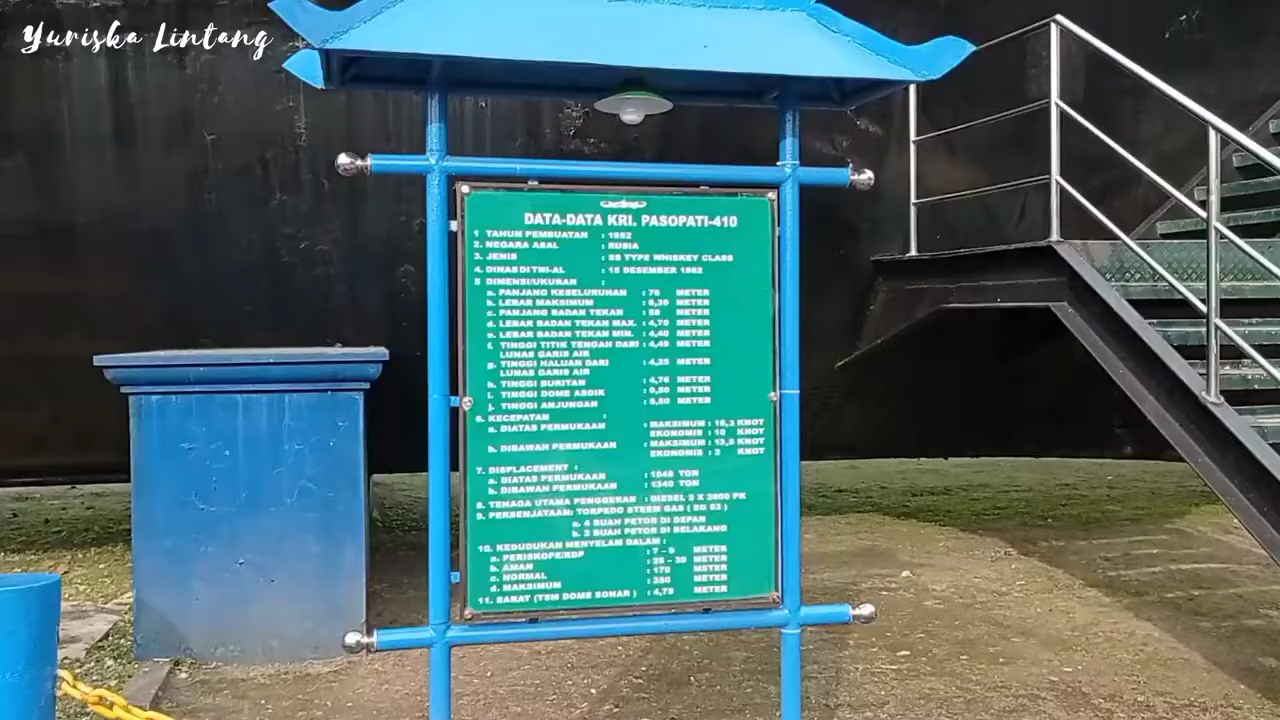 Yuriska Lintang
DATA-DATA KRI. PASOPATI-410
1 TAHUN PEMBUATAN : 1952
2. NEGARA ASAL : RUSIA
3. JENIS : SS TYPE WHISKEY CLASS
4. DINAS DI TNI-AL : 15 DESEMBER 1962
5 DIMENSI/UKURAN :
a. PANJANG KESELURUHAN : 76 METER
b. LEBAR MAKSIMUM : 6,30 METER
c. PANJANG BADAN TEKAN : 58 METER
d. LEBAR BADAN TEKAN MAX. : 4,70 METER
e. LEBAR BADAN TEKAN MIN. : 4,40 METER
f. TINGGI TITIK TENGAH DARI : 4,49 METER
LUNAS GARIS AIR
g. TINGGI HALUAN DARI : 4,25 METER
LUNAS GARIS AIR
h. TINGGI BURITAN : 4,76 METER
i. TINGGI DOME ASDIK : 0,50 METER
j. TINGGI ANJUNGAN : METER
6. KECEPATAN :
a. DIATAS PERMUKAAN : MAKSIMUM : 18,3 KNOT
EKONOMIS : 10 KNOT
b. DIBAWAH PERMUKAAN : MAKSIMUM : 13,6 KNOT
EKONOMIS : 2 KNOT
7. DISPLACEMENT :
a. DIATAS PERMUKAAN : 1048 TON
b. DIBAWAH PERMUKAAN : 1340 TON
8. TENAGA UTAMA PENGGERAK : DIESEL 2 X 2000 PK
9. PERSENJATAAN: TORPEDO STEEM GAS ( SG 53 )
a. 4 BUAH PETOR DI DEPAN
b. 2 BUAH PETOR DI BELAKANG
10. KEDUDUKAN MENYELAM DALAM :
a. PERISKOPE/RDP : 7 - 9 METER
b. AMAN : 25 - 30 METER
c. NORMAL : 170 METER
d. MAKSIMUM : 250 METER
11. SARAT (TSM DOME SONAR ) : 4,75 METER